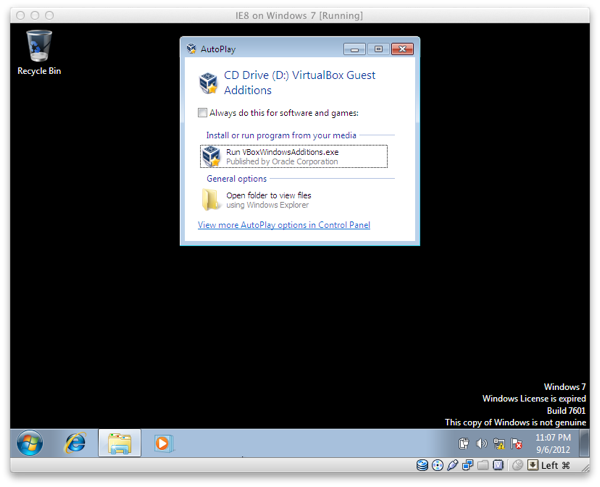 IE8 on Windows 7 [Running]
Recycle Bin
AutoPlay
CD Drive (D:) VirtualBox Guest
Additions
Always do this for software and games:
Install or run program from your media
Run VBoxWindowsAdditions.exe
Published by Oracle Corporation
General options
Open folder to view files
using Windows Explorer
View more AutoPlay options in Control Panel
Windows 7
Windows License is expired
Build 7601
This copy of Windows is not genuine
11:07 PM
9/6/2012
Left ⌘